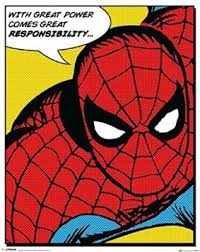 WITH GREAT POWER
COMES GREAT
RESPONSIBILITY...